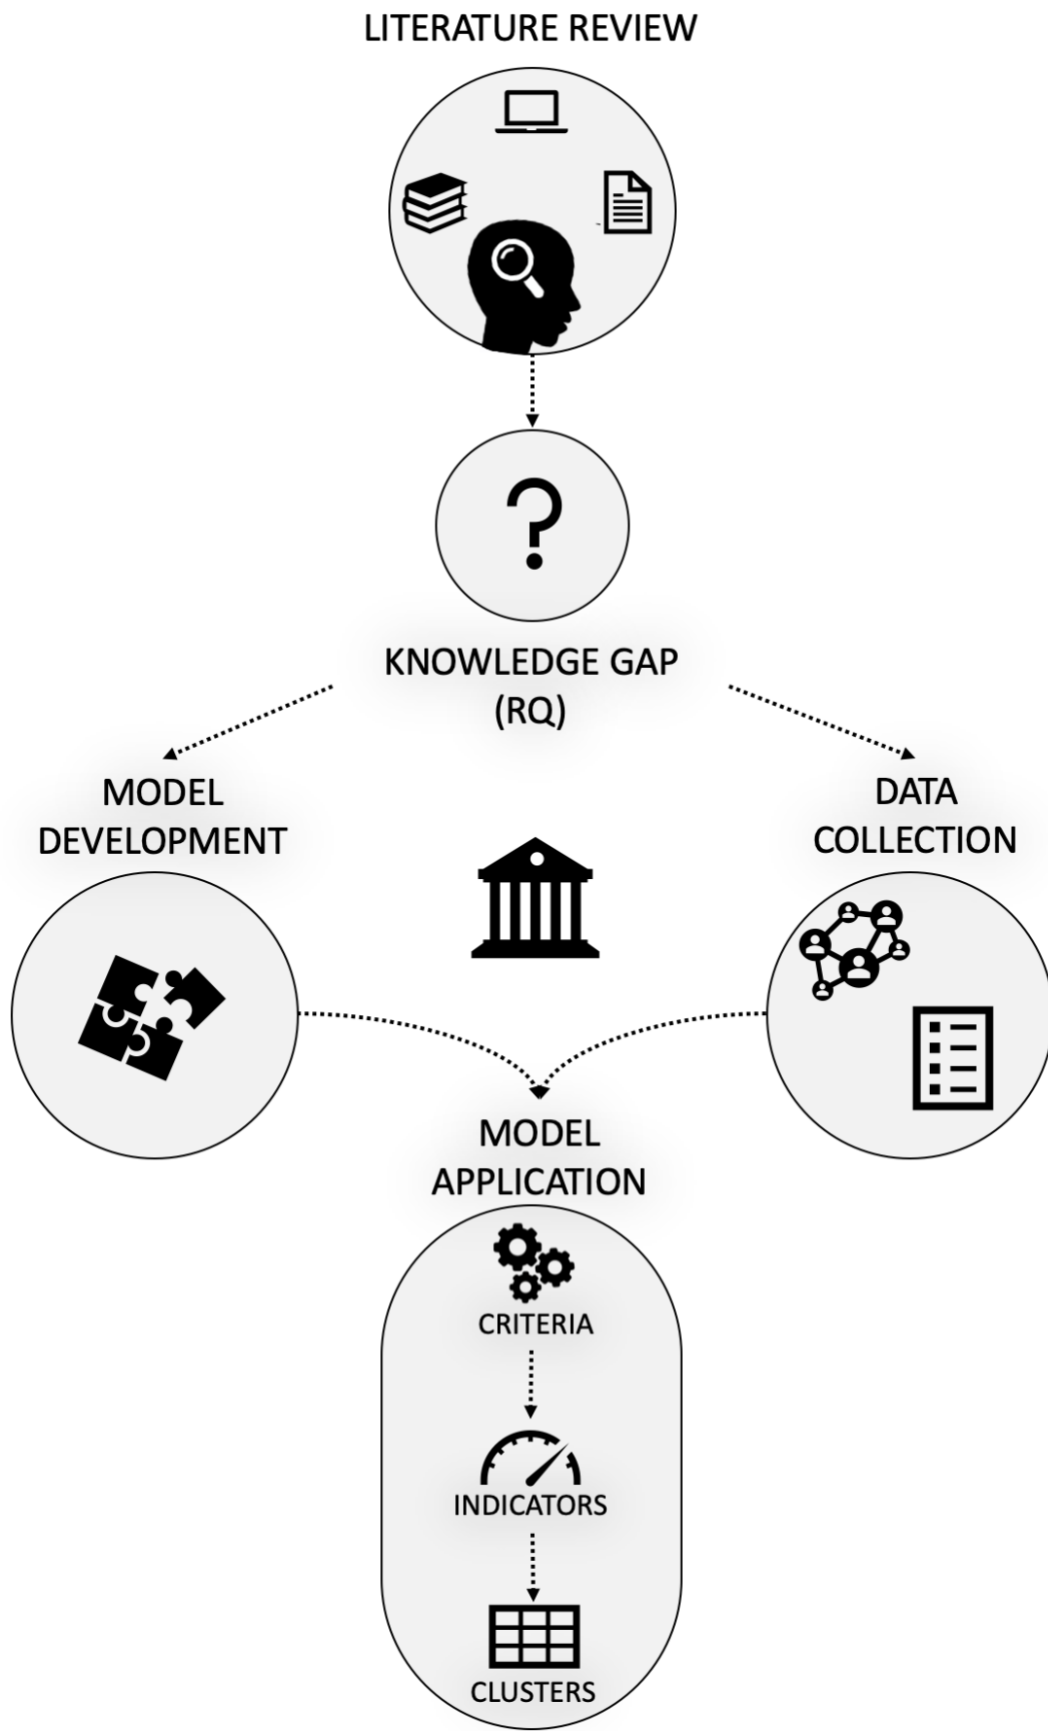 LITERATURE REVIEW
KNOWLEDGE GAP
(RQ)
MODEL
DEVELOPMENT
DATA
COLLECTION
MODEL
APPLICATION
CRITERIA
INDICATORS
CLUSTERS